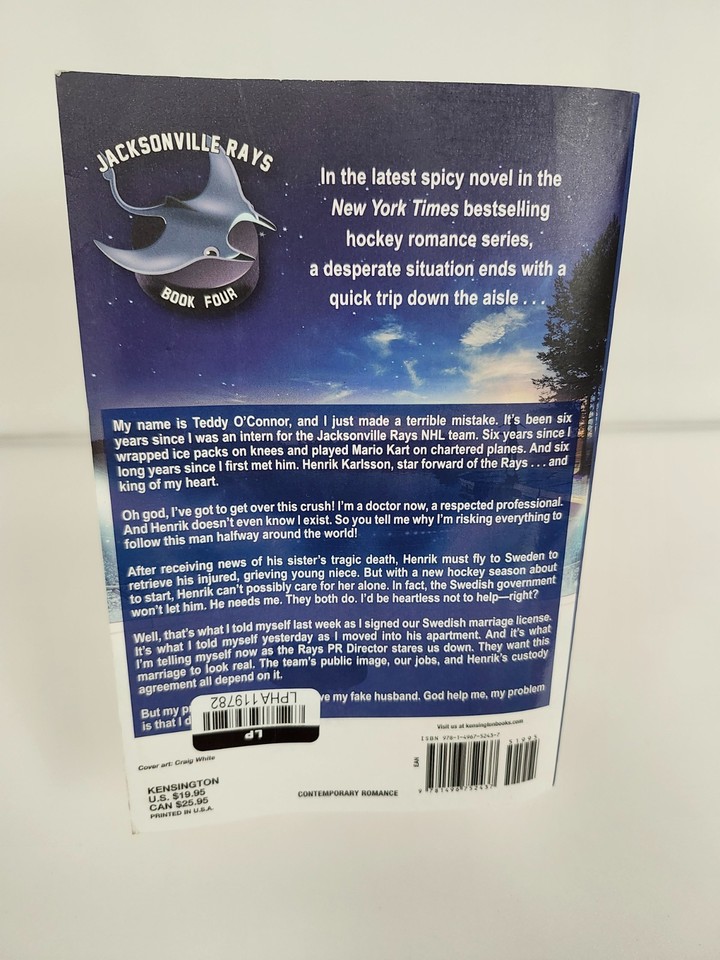 JACKSONVILLE RAYS
BOOK FOUR
In the latest spicy novel in the
New York Times bestselling
hockey romance series,
a desperate situation ends with a
quick trip down the aisle . . .
My name is Teddy O'Connor, and I just made a terrible mistake. It's been six
years since I was an intern for the Jacksonville Rays NHL team. Six years since I
wrapped ice packs on knees and played Mario Kart on chartered planes. And six
long years since I first met him. Henrik Karlsson, star forward of the Rays . . . and
king of my heart.
Oh god, I've got to get over this crush! I'm a doctor now, a respected professional.
And Henrik doesn't even know I exist. So you tell me why I'm risking everything to
follow this man halfway around the world!
After receiving news of his sister's tragic death, Henrik must fly to Sweden to
retrieve his injured, grieving young niece. But with a new hockey season about
to start, Henrik can't possibly care for her alone. In fact, the Swedish government
won't let him. He needs me. They both do. I'd be heartless not to help—right?
Well, that's what I told myself last week as I signed our Swedish marriage license.
It's what I told myself yesterday as I moved into his apartment. And it's what
I'm telling myself now as the Rays PR Director stares us down. They want this
marriage to look real. The team's public image, our jobs, and Henrik's custody
agreement all depend on it.
But my p ve my fake husband. God help me, my problem
is that I d
LPHA119782
LP
Visit us at kensingtonbooks.com
Cover art: Craig White
ISBN 978-1-4967-5243-7
51995
EAN
9 781496 752437
KENSINGTON
U.S. $19.95
CAN $25.95
PRINTED IN U.S.A.
CONTEMPORARY ROMANCE